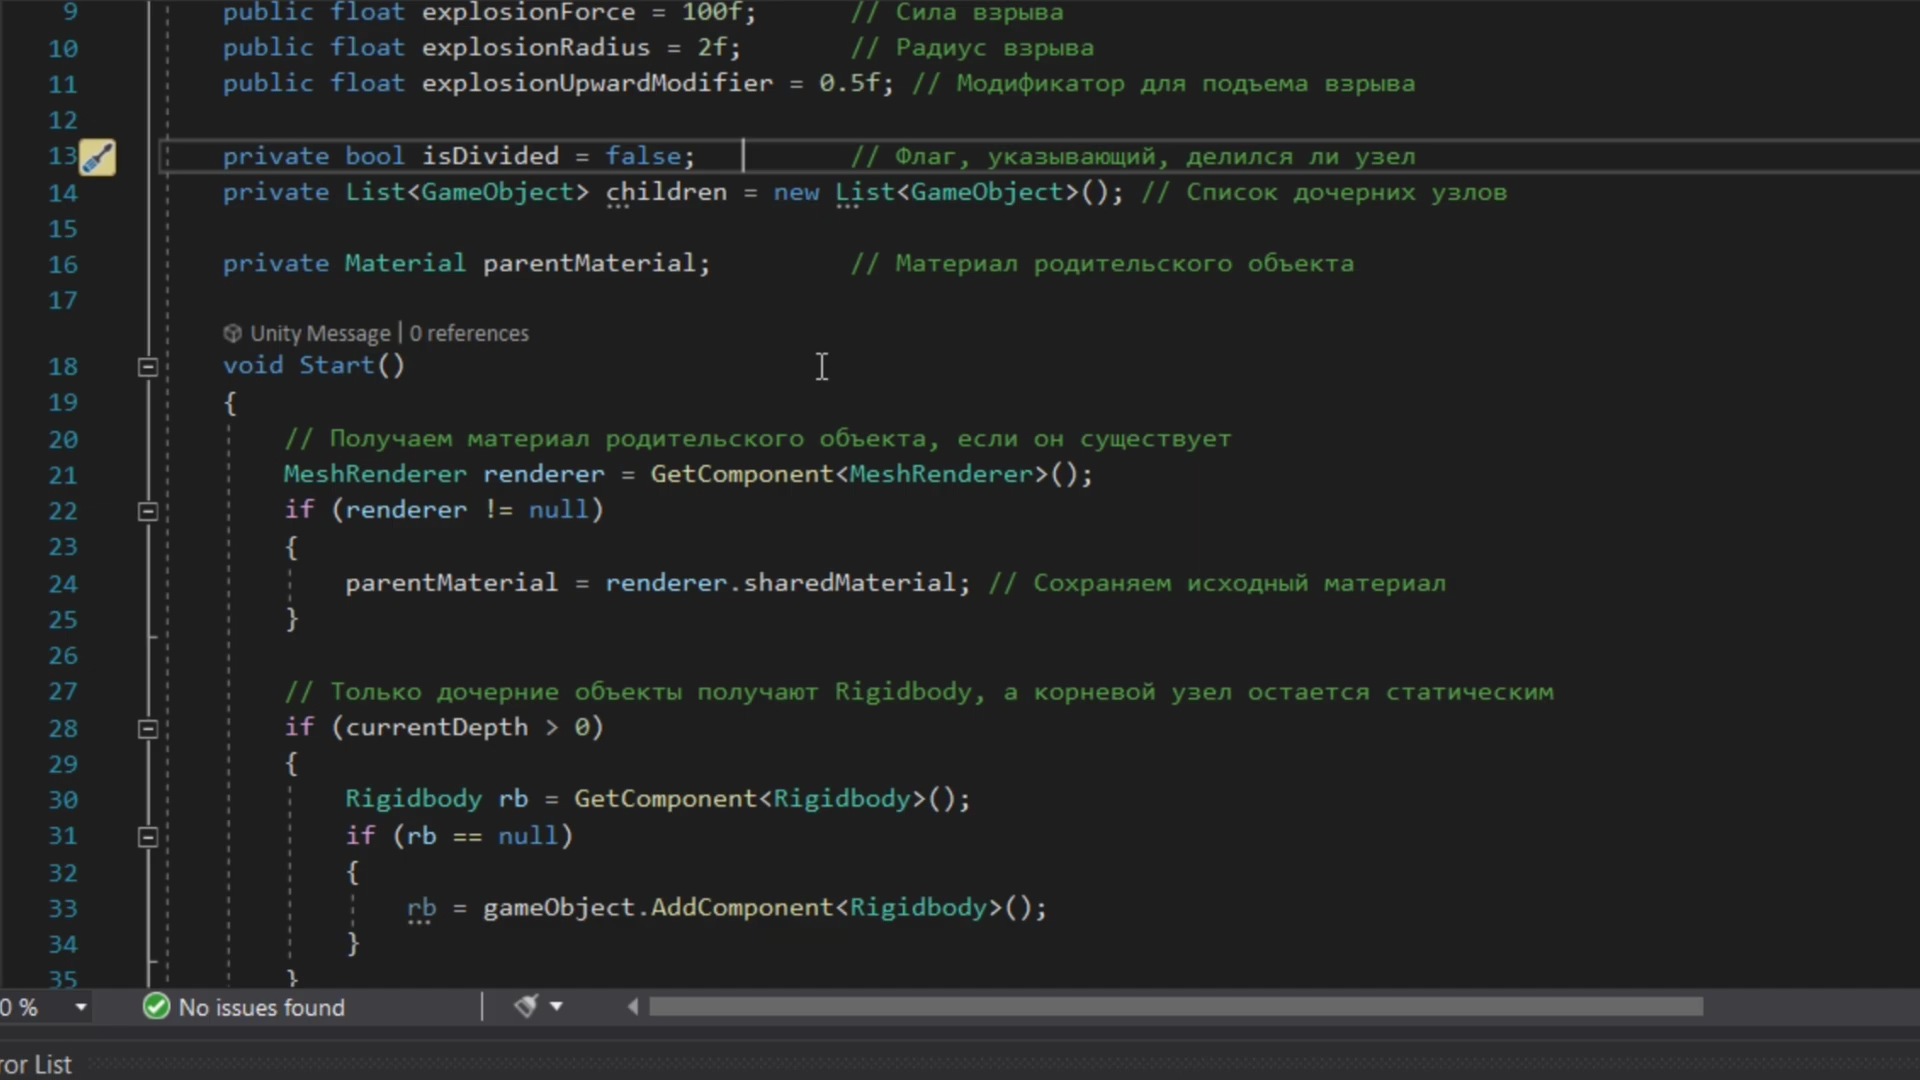 9 public float explosionForce = 100f; // Сила взрыва
10 public float explosionRadius = 2f; // Радиус взрыва
11 public float explosionUpwardModifier = 0.5f; // Модификатор для подъема взрыва
12
13 private bool isDivided = false; // Флаг, указывающий, делился ли узел
14 private List<GameObject> children = new List<GameObject>(); // Список дочерних узлов
15
16 private Material parentMaterial; // Материал родительского объекта
17
Unity Message | 0 references
18 void Start()
19 {
20 // Получаем материал родительского объекта, если он существует
21 MeshRenderer renderer = GetComponent<MeshRenderer>();
22 if (renderer != null)
23 {
24 parentMaterial = renderer.sharedMaterial; // Сохраняем исходный материал
25 }
26
27 // Только дочерние объекты получают Rigidbody, а корневой узел остается статическим
28 if (currentDepth > 0)
29 {
30 Rigidbody rb = GetComponent<Rigidbody>();
31 if (rb == null)
32 {
33 rb = gameObject.AddComponent<Rigidbody>();
34 }
35 }
0 % No issues found
ror List